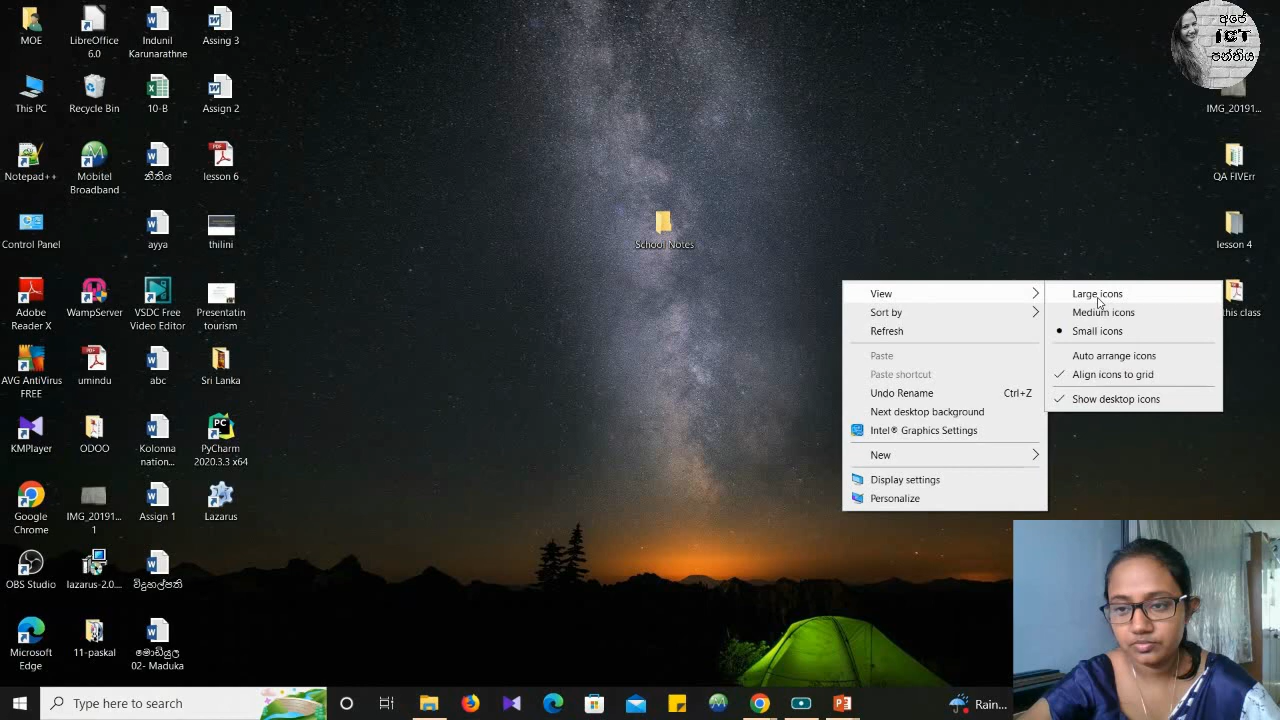 MOE
LibreOffice
6.0
Indunil
Karunarathne
Assing 3
This PC
Recycle Bin
10-B
Assign 2
Notepad++
Mobitel
Broadband
නීතිය
lesson 6
Control Panel
ayya
thilini
Adobe
Reader X
WampServer
VSDC Free
Video Editor
Presentatin
tourism
AVG AntiVirus
FREE
umindu
abc
Sri Lanka
KMPlayer
ODOO
Kolonna
nation...
PyCharm
2020.3.3 x64
Google
Chrome
IMG_20191...
1
Assign 1
Lazarus
OBS Studio
lazarus-2.0....
විදුහල්පති
Microsoft
Edge
11-paskal
මොඩියුල
02- Maduka
School Notes
අපේ
ICT
පන්තිය
IMG_20191...
QA FIVErr
lesson 4
this class
View
Sort by
Refresh
Paste
Paste shortcut
Undo Rename Ctrl+Z
Next desktop background
Intel® Graphics Settings
New
Display settings
Personalize
Large icons
Medium icons
Small icons
Auto arrange icons
Align icons to grid
Show desktop icons
Type here to search
Rain...